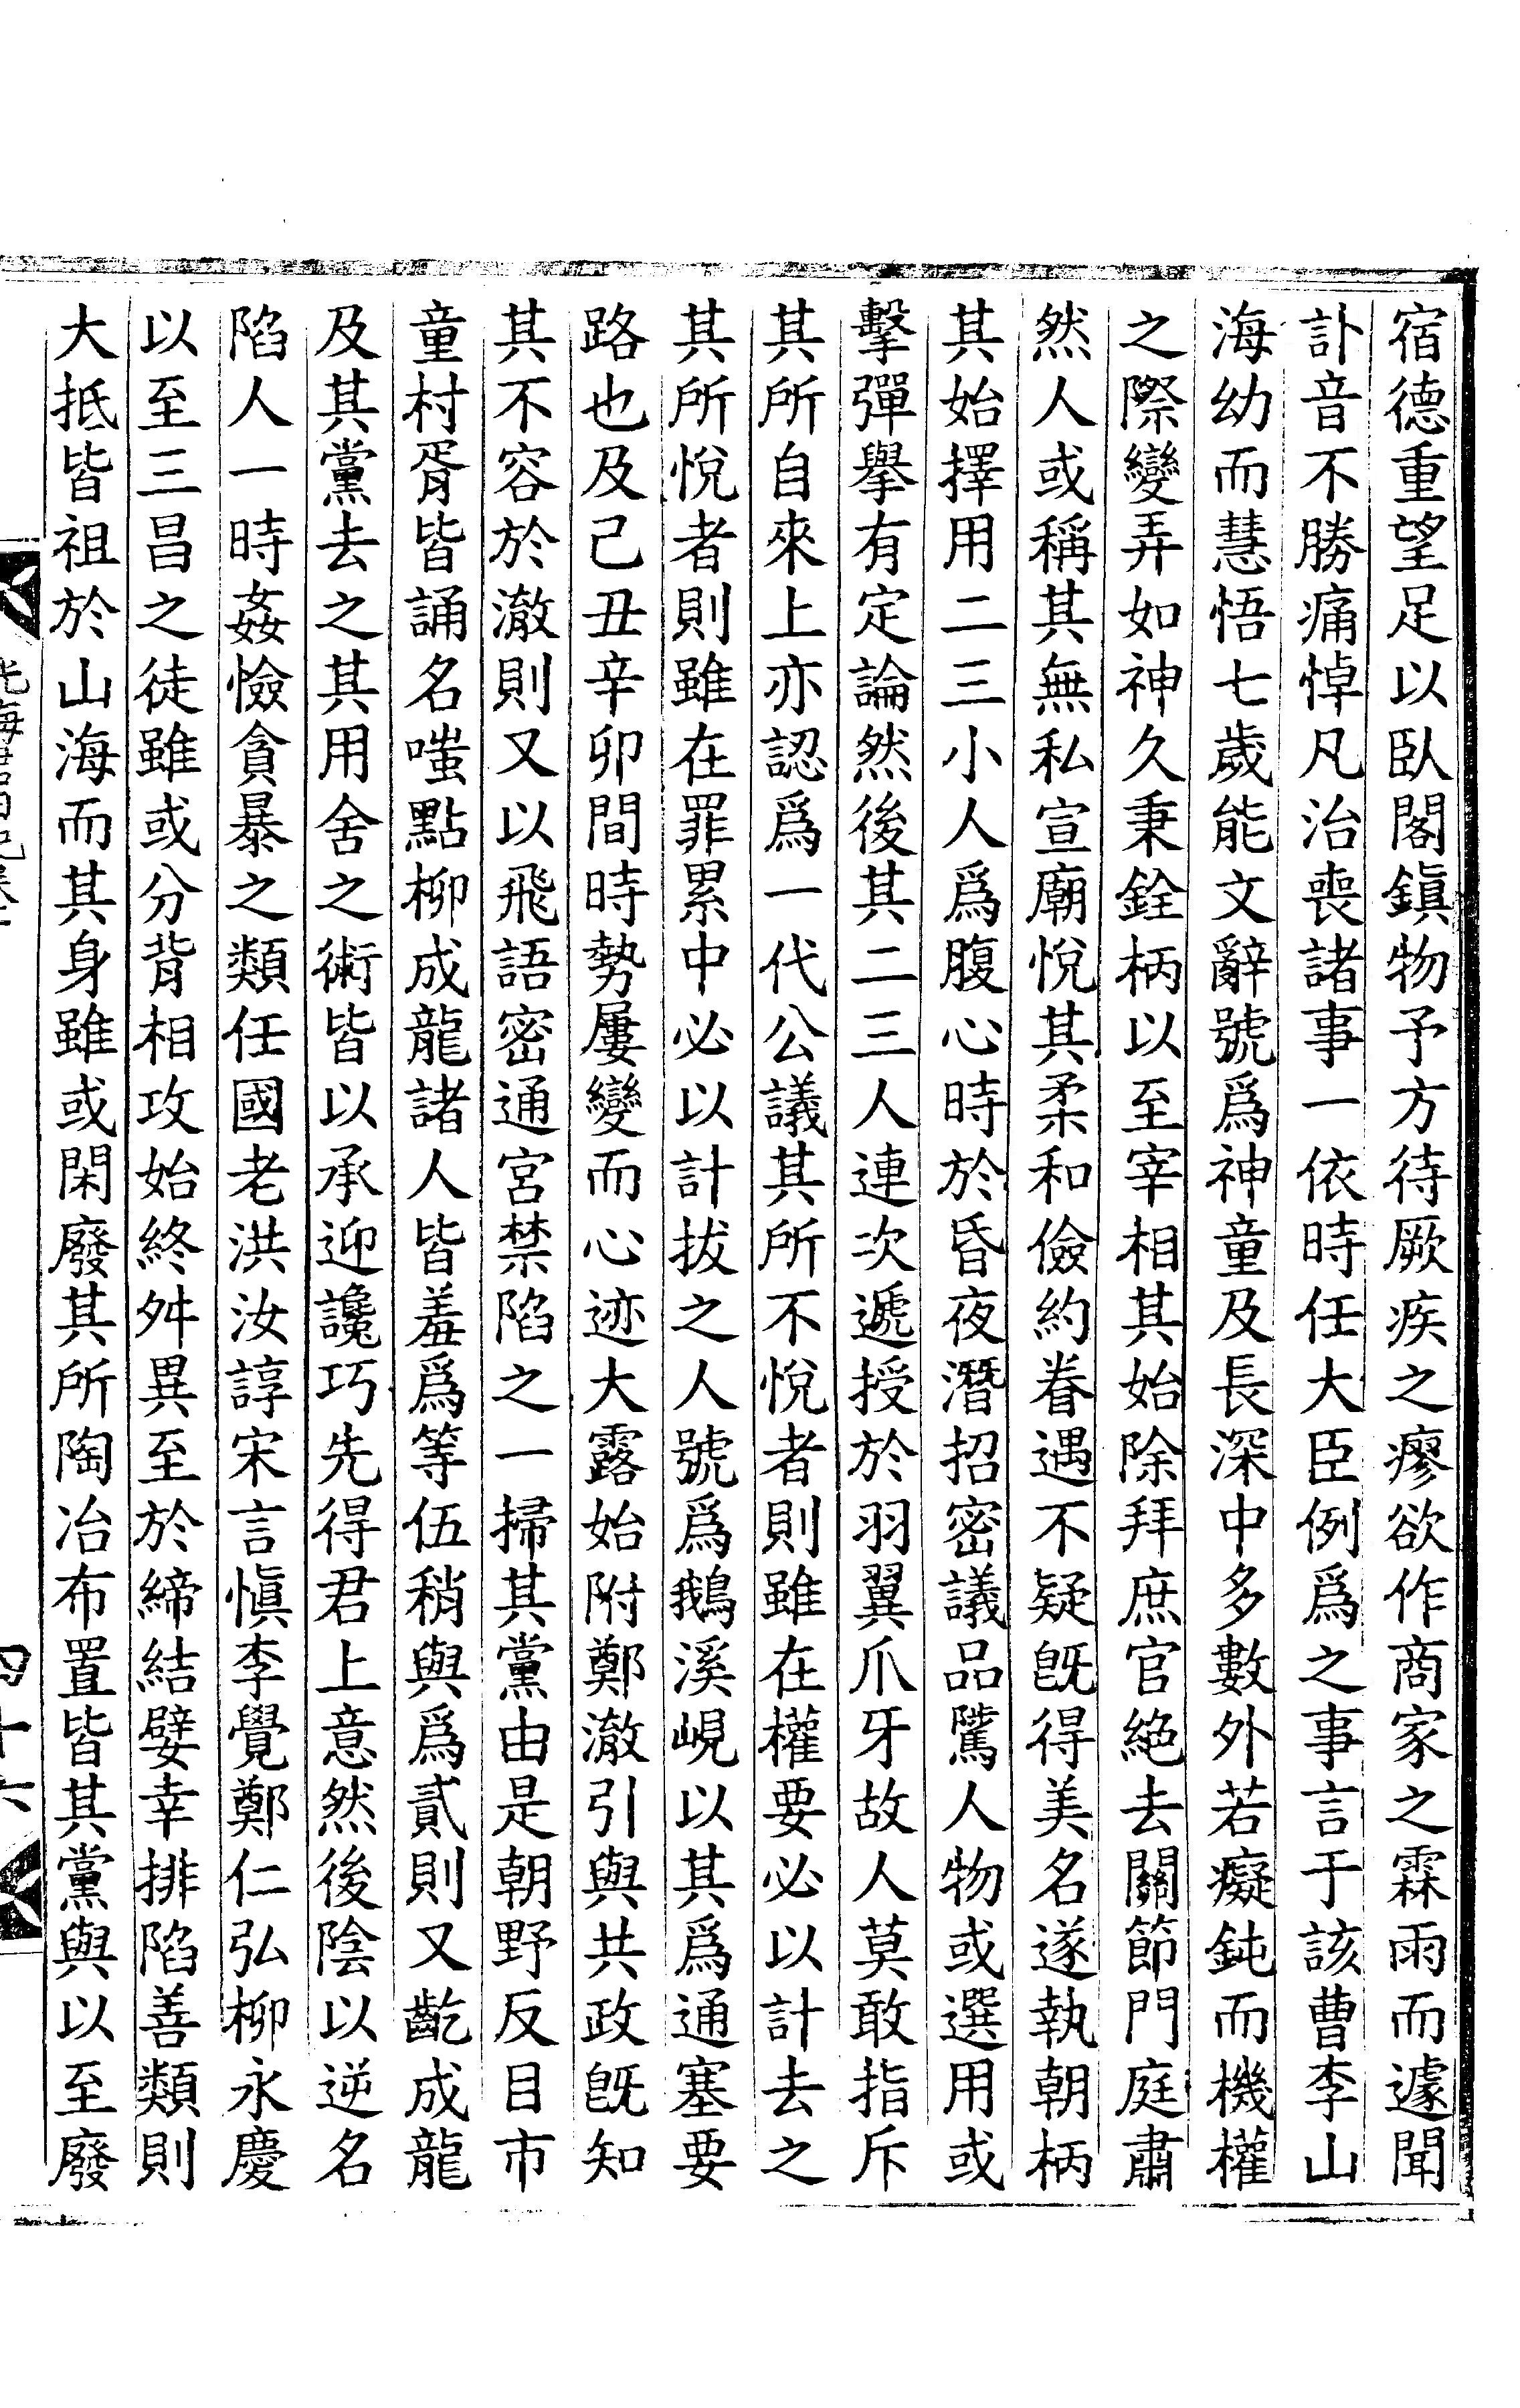 宿德重望足以臥閣鎭物予方待厥疾之瘳欲作商家之霖雨而遽聞
訃音不勝痛悼凡治喪諸事一依時任大臣例爲之事言于該曹李山
海幼而慧悟七歲能文辭號爲神童及長深中多數外若癡鈍而機權
之際變弄如神久秉銓柄以至宰相其始除拜庶官絶去關節門庭肅
然人或稱其無私宣廟悅其柔和儉約眷遇不疑旣得美名遂執朝柄
其始擇用二三小人爲腹心時於昏夜潛招密議品騭人物或選用或
擊彈擧有定論然後其二三人連次遞授於羽翼爪牙故人莫敢指斥
其所自來上亦認爲一代公議其所不悅者則雖在權要必以計去之
其所悅者則雖在罪累中必以計拔之人號爲鵝溪峴以其爲通塞要
路也及己丑辛卯間時勢屢變而心迹大露始附鄭澈引與共政旣知
其不容於澈則又以飛語密通宮禁陷之一掃其黨由是朝野反目市
童村胥皆誦名嗤點柳成龍諸人皆羞爲等伍稍與爲貳則又齕成龍
及其黨去之其用舍之術皆以承迎讒巧先得君上意然後陰以逆名
陷人一時姦憸貪暴之類任國老洪汝諄宋言愼李覺鄭仁弘柳永慶
以至三昌之徒雖或分背相攻始終舛異至於締結嬖幸排陷善類則
大抵皆祖於山海而其身雖或閑廢其所陶冶布置皆其黨與以至廢
四十六